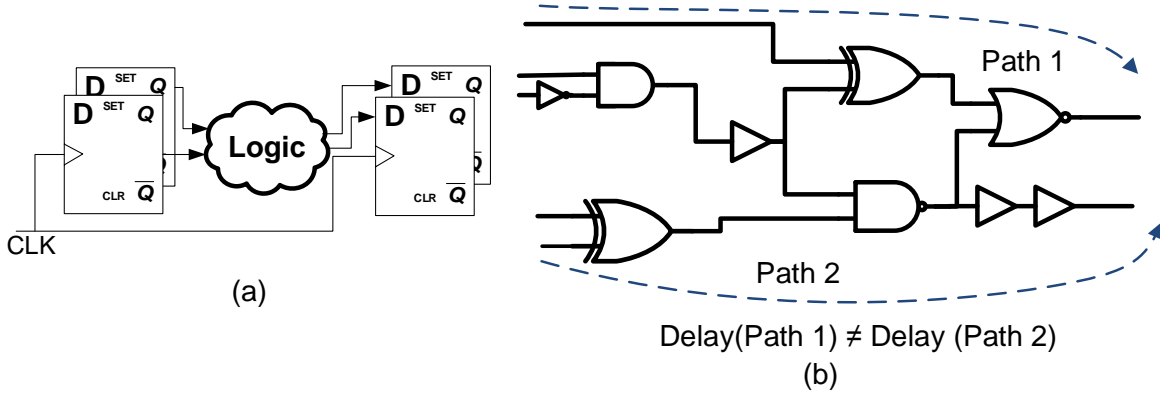 D SET Q
D SET Q
CLR Q
Q
Logic
D SET Q
D SET Q
CLR Q
Q
CLK
(a)
Path 1
Path 2
Delay(Path 1) ≠ Delay (Path 2)
(b)